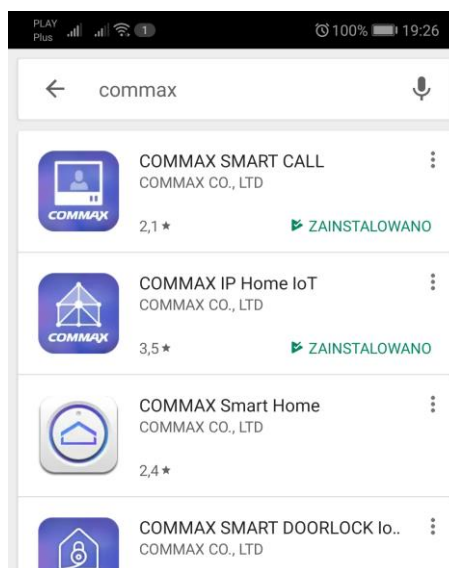 PLAY
Plus
1
100%
19:26
commax
COMMAX SMART CALL
COMMAX CO., LTD
COMMAX
2,1 ★
ZAINSTALOWANO
COMMAX IP Home IoT
COMMAX CO., LTD
COMMAX
3,5 ★
ZAINSTALOWANO
COMMAX Smart Home
COMMAX CO., LTD
2,4 ★
COMMAX SMART DOORLOCK Io..
COMMAX CO., LTD